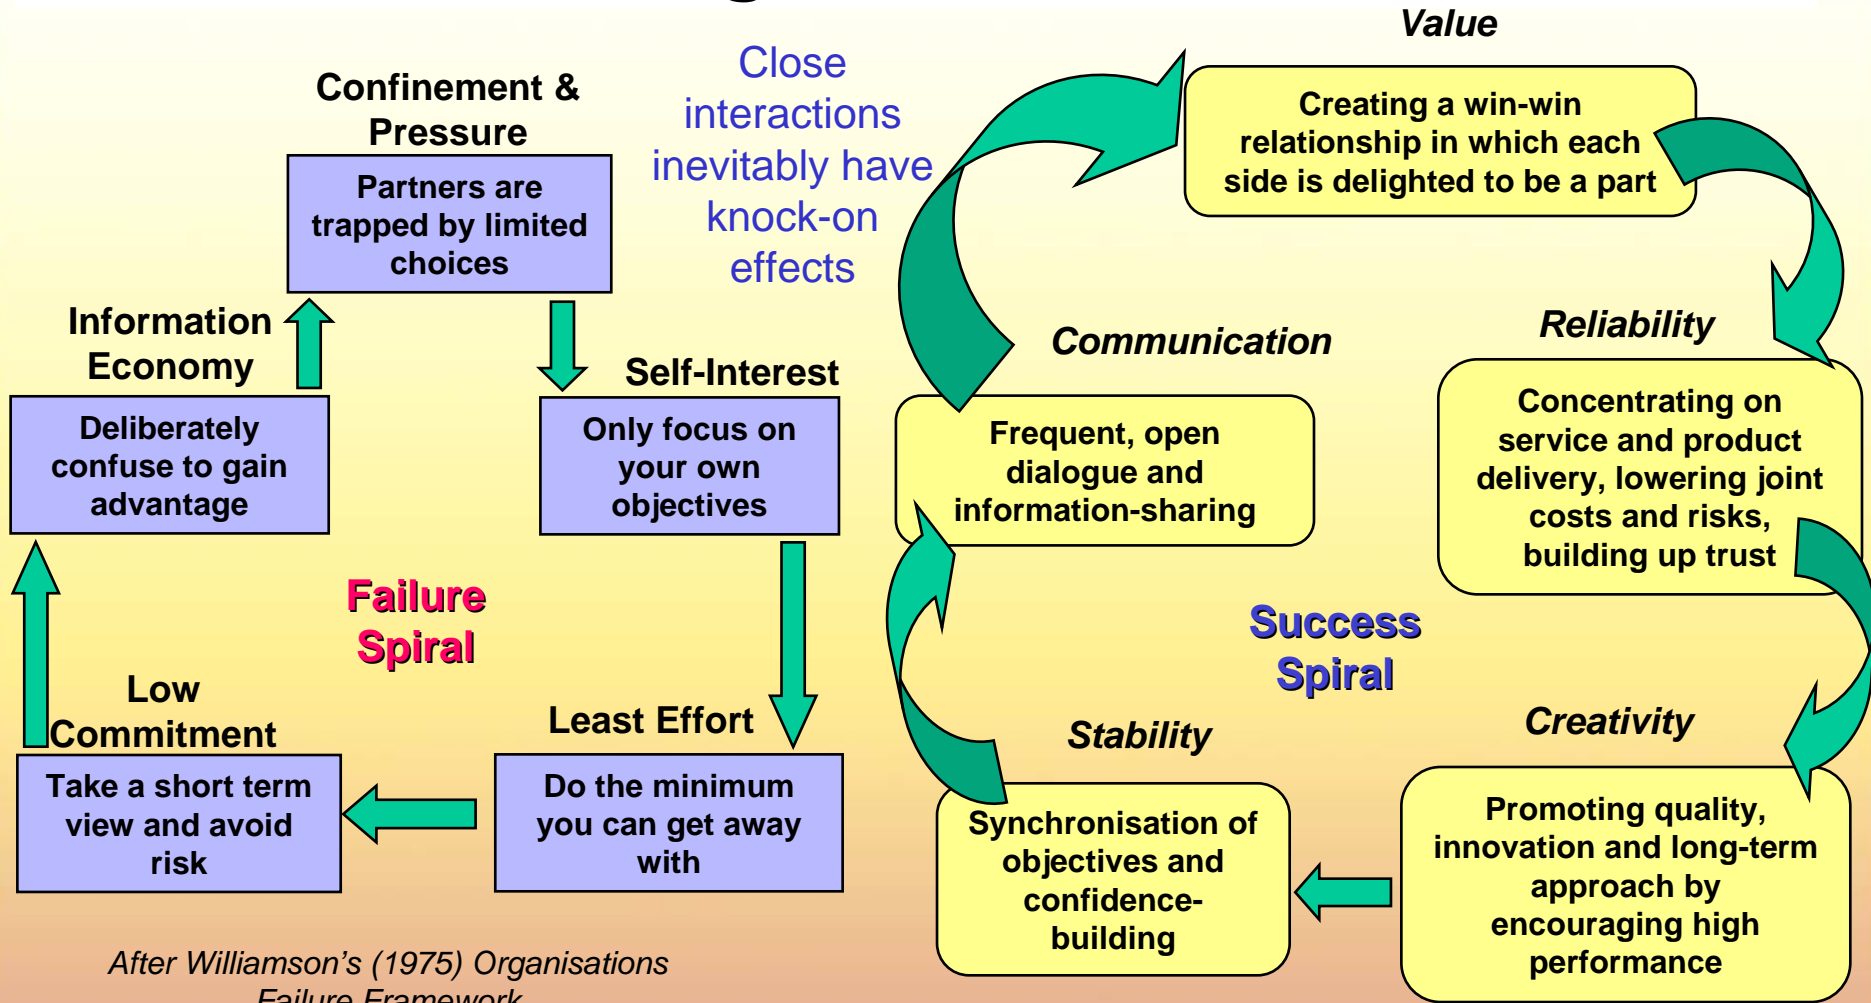 Close
interactions
inevitably have
knock-on
effects
Confinement &
Pressure
Partners are
trapped by limited
choices
Information
Economy
Deliberately
confuse to gain
advantage
Self-Interest
Only focus on
your own
objectives
Failure
Spiral
Low
Commitment
Take a short term
view and avoid
risk
Least Effort
Do the minimum
you can get away
with
After Williamson's (1975) Organisations
Failure Framework
Value
Creating a win-win
relationship in which each
side is delighted to be a part
Communication
Frequent, open
dialogue and
information-sharing
Reliability
Concentrating on
service and product
delivery, lowering joint
costs and risks,
building up trust
Success
Spiral
Stability
Synchronisation of
objectives and
confidence-
building
Creativity
Promoting quality,
innovation and long-term
approach by
encouraging high
performance